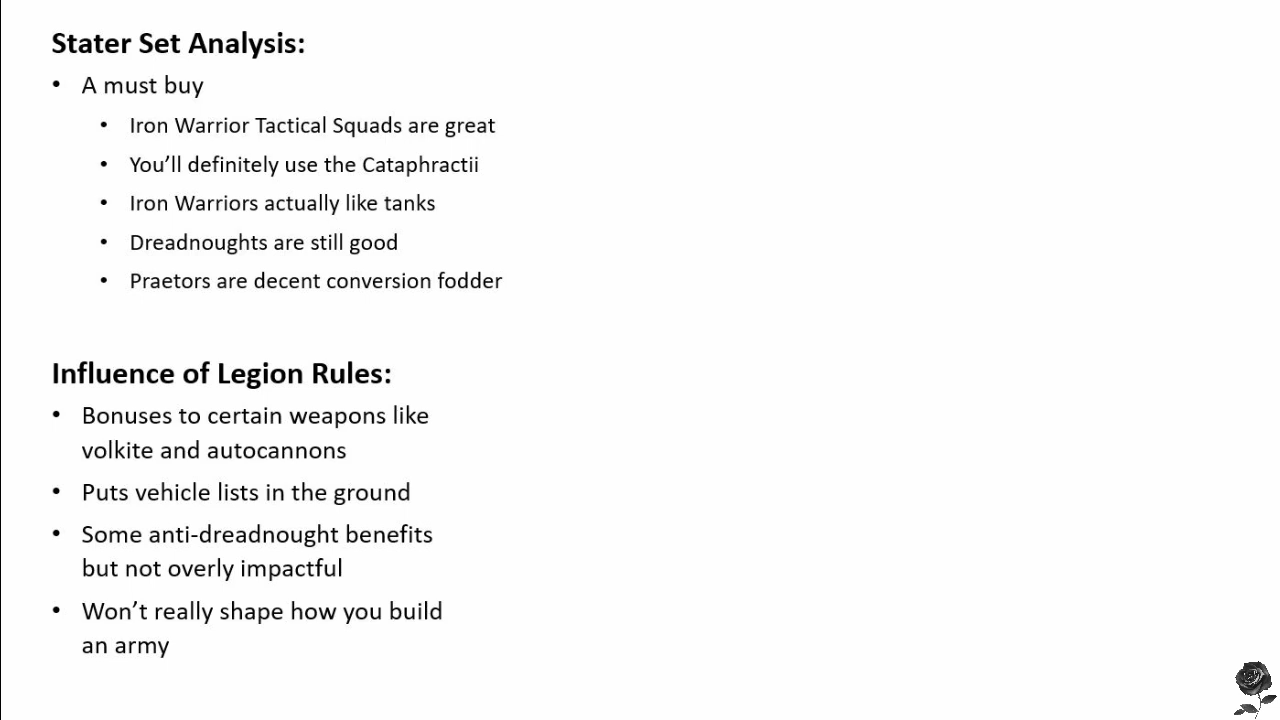 Stater Set Analysis:
• A must buy
• Iron Warrior Tactical Squads are great
• You’ll definitely use the Cataphractii
• Iron Warriors actually like tanks
• Dreadnoughts are still good
• Praetors are decent conversion fodder
Influence of Legion Rules:
• Bonuses to certain weapons like
volkite and autocannons
• Puts vehicle lists in the ground
• Some anti-dreadnought benefits
but not overly impactful
• Won’t really shape how you build
an army